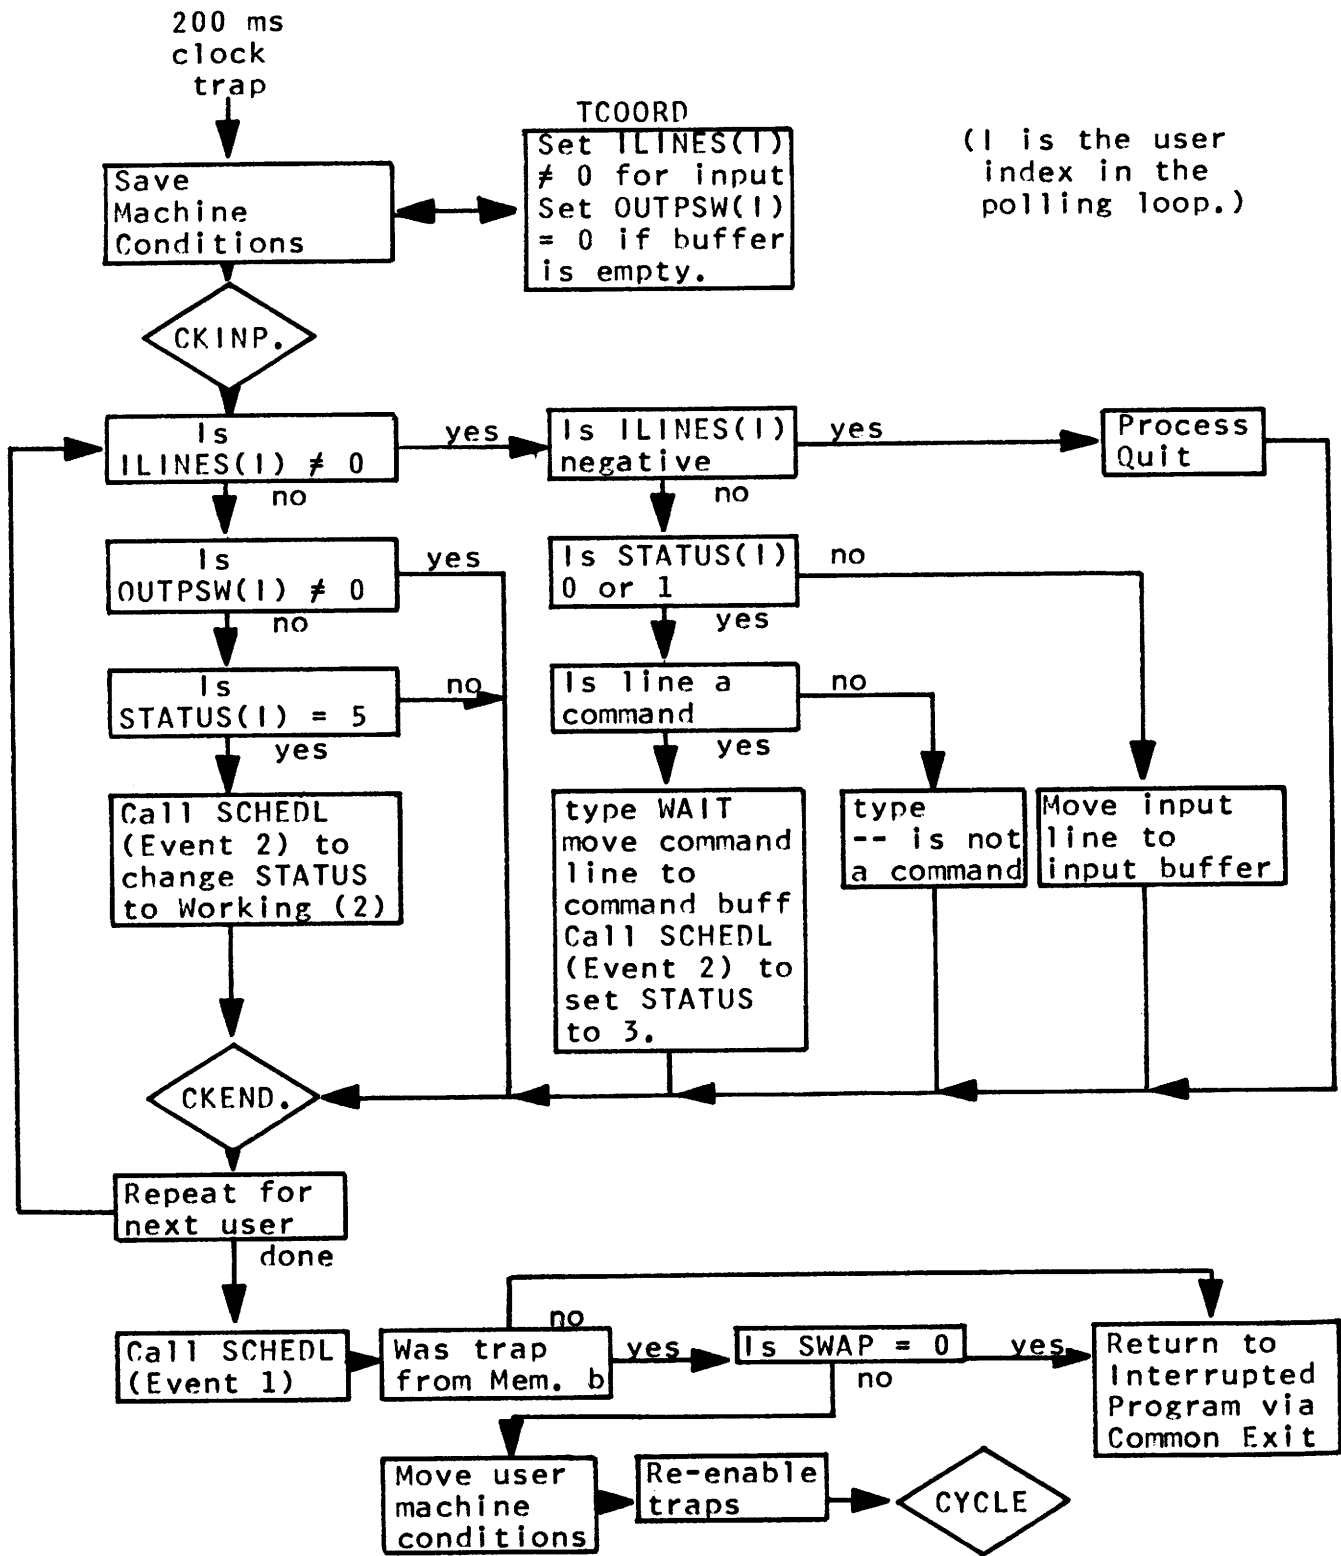 200 ms
clock
trap
TCOORD
Set ILINES(I)
≠ 0 for input
Set OUTPSW(I)
= 0 if buffer
is empty.
(I is the user
index in the
polling loop.)
Save
Machine
Conditions
CKINP.
Is
ILINES(I) ≠ 0
yes
no
Is ILINES(I)
negative
yes
no
Process
Quit
Is
OUTPSW(I) ≠ 0
yes
no
Is STATUS(I)
0 or 1
no
yes
Is
STATUS(I) = 5
no
yes
Is line a
command
no
yes
Call SCHEDL
(Event 2) to
change STATUS
to Working (2)
type WAIT
move command
line to
command buff
Call SCHEDL
(Event 2) to
set STATUS
to 3.
type
-- is not
a command
Move input
line to
input buffer
CKEND.
Repeat for
next user
done
Call SCHEDL
(Event 1)
Was trap
from Mem. b
no
yes
Is SWAP = 0
yes
no
Return to
Interrupted
Program via
Common Exit
Move user
machine
conditions
Re-enable
traps
CYCLE